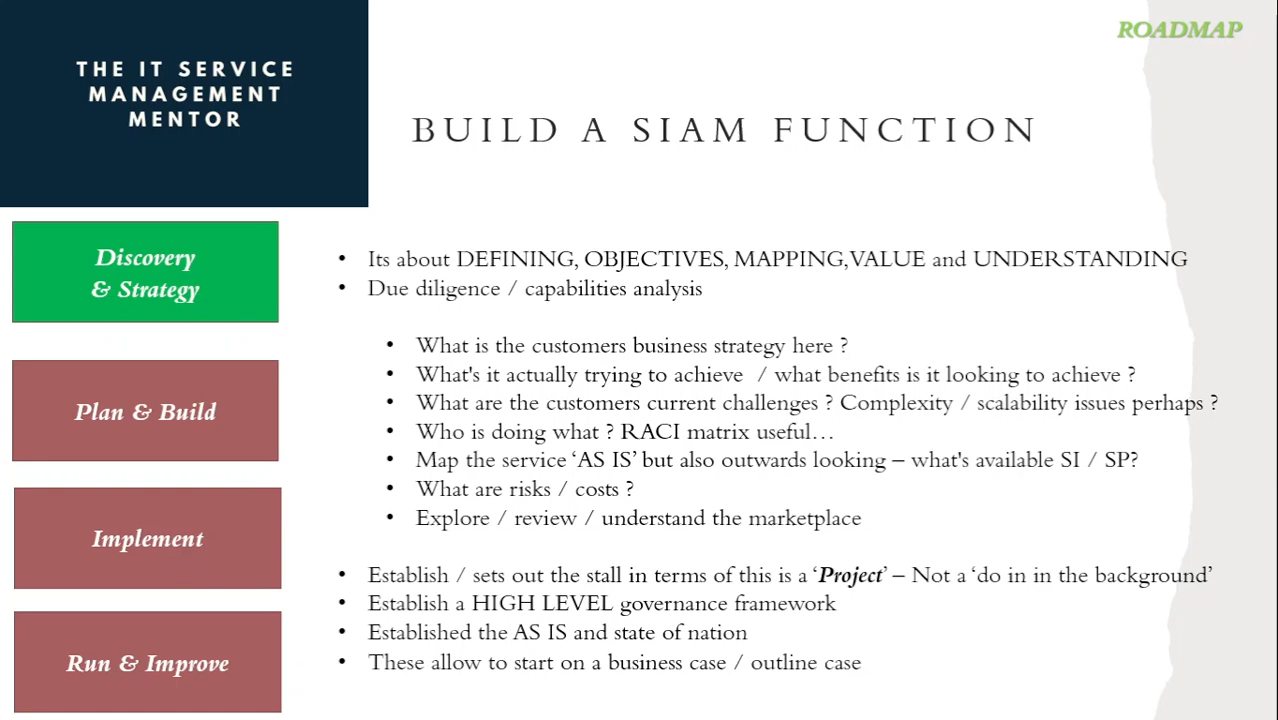 ROADMAP
THE IT SERVICE
MANAGEMENT
MENTOR
BUILD A SIAM FUNCTION
Discovery
& Strategy
Plan & Build
Implement
Run & Improve
• Its about DEFINING, OBJECTIVES, MAPPING,VALUE and UNDERSTANDING
• Due diligence / capabilities analysis
• What is the customers business strategy here ?
• What's it actually trying to achieve / what benefits is it looking to achieve ?
• What are the customers current challenges ? Complexity / scalability issues perhaps ?
• Who is doing what ? RACI matrix useful…
• Map the service ‘AS IS’ but also outwards looking – what's available SI / SP?
• What are risks / costs ?
• Explore / review / understand the marketplace
• Establish / sets out the stall in terms of this is a ‘Project’ – Not a ‘do in in the background’
• Establish a HIGH LEVEL governance framework
• Established the AS IS and state of nation
• These allow to start on a business case / outline case